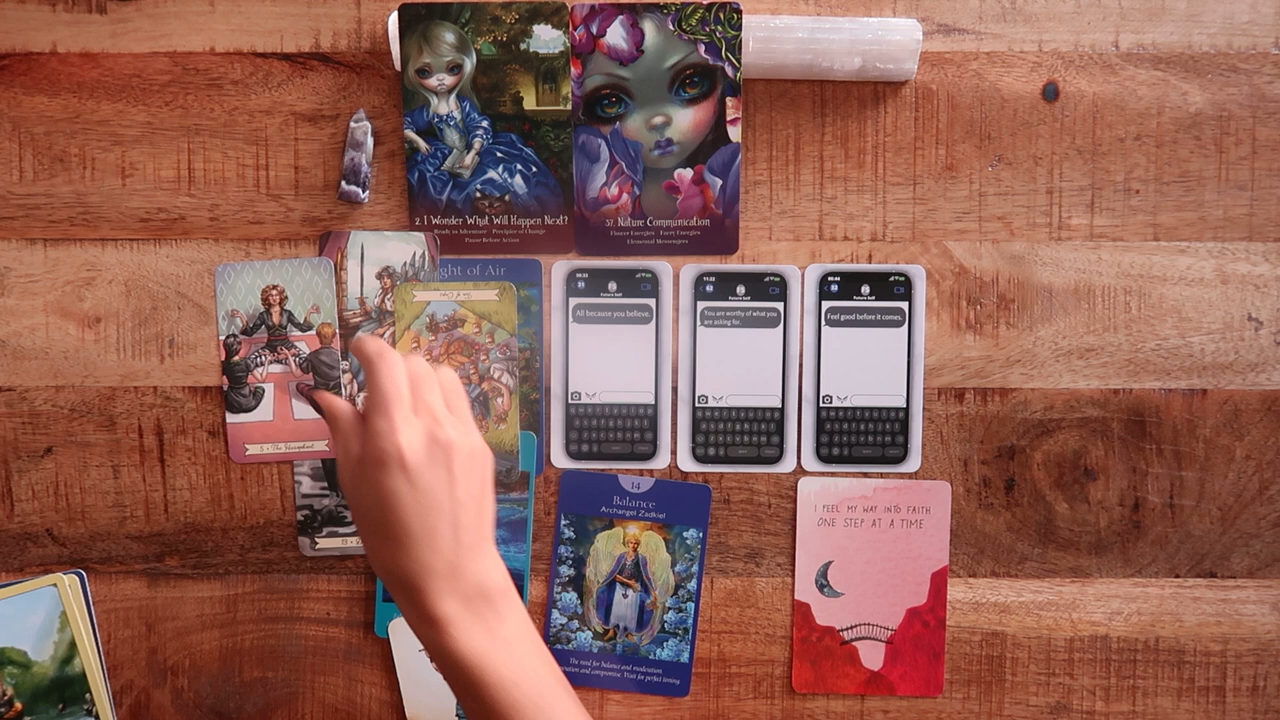 2. I Wonder What Will Happen Next?
Ready to Adventure · Principle of Change
Pause Before Action
37. Nature Communication
Flower Energies · Faery Energies
Elemental Messengers
ght of Air
5 • The Hierophant
Future Self
All because you believe.
Future Self
You are worthy of what you
are asking for.
Future Self
Feel good before it comes.
14
Balance
Archangel Zadkiel
The need for balance and moderation.
and compromise. Wait for perfect timing.
I FEEL MY WAY INTO FAITH
ONE STEP AT A TIME